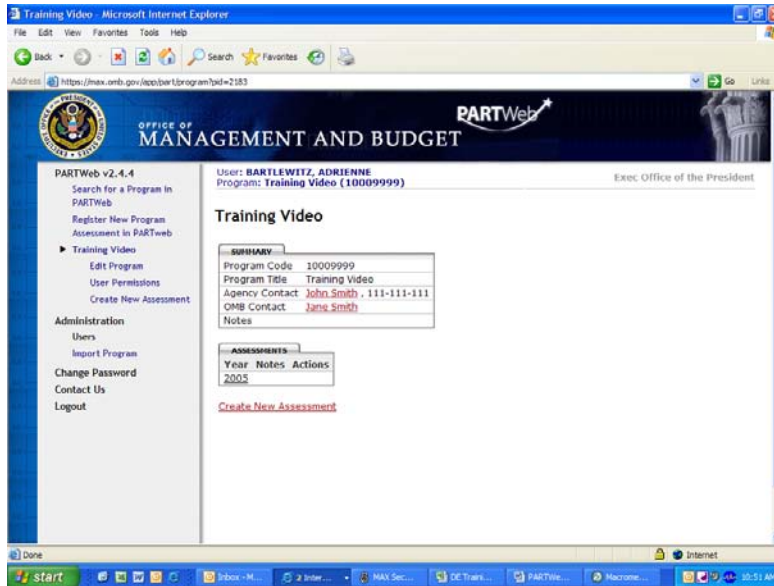 Training Video - Microsoft Internet Explorer
File Edit View Favorites Tools Help
Back Search Favorites
Address https://max.omb.gov/app/part/program?pid=2183 Go Links
OFFICE OF
MANAGEMENT AND BUDGET
PARTWeb
PARTWeb v2.4.4
Search for a Program in
PARTWeb
Register New Program
Assessment in PARTweb
Training Video
Edit Program
User Permissions
Create New Assessment
Administration
Users
Import Program
Change Password
Contact Us
Logout
User: BARTLEWITZ, ADRIENNE
Program: Training Video (10009999)
Exec Office of the President
Training Video
SUMMARY
Program Code 10009999
Program Title Training Video
Agency Contact John Smith , 111-111-111
OMB Contact Jane Smith
Notes
ASSESSMENTS
Year Notes Actions
2005
Create New Assessment
Done Internet
start Inbox - M... 2 Inter... MAX Sec... OE Traini... PARTWe... Macrome... 10:51 AM